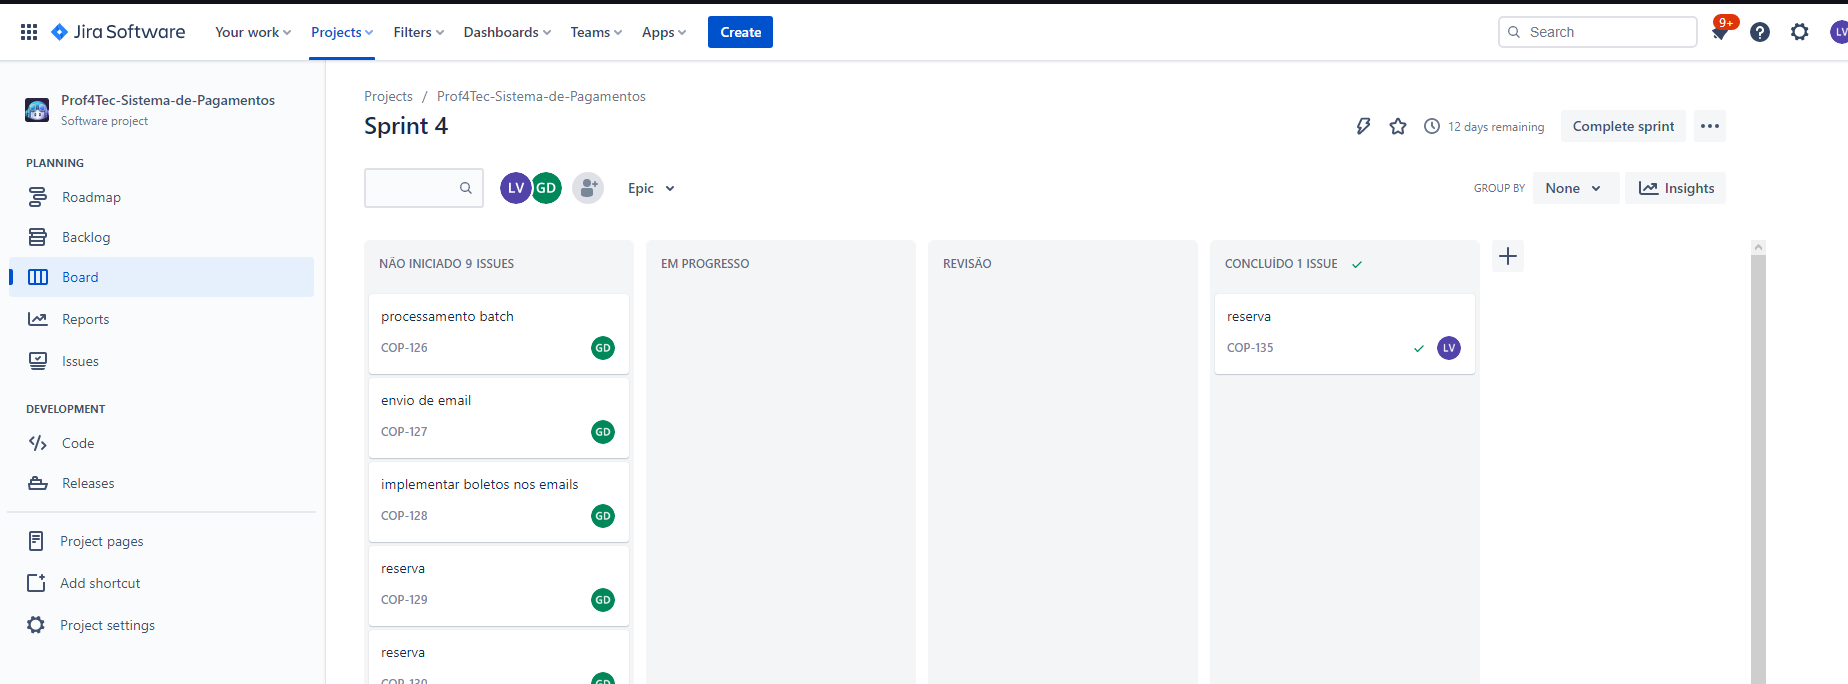 Jira Software Your work Projects Filters Dashboards Teams Apps Create Search 9+ LV
Prof4Tec-Sistema-de-Pagamentos
Software project
PLANNING
Roadmap
Backlog
Board
Reports
Issues
DEVELOPMENT
Code
Releases
Project pages
Add shortcut
Project settings
Projects / Prof4Tec-Sistema-de-Pagamentos
Sprint 4
12 days remaining Complete sprint
LV GD Epic
GROUP BY None Insights
NÃO INICIADO 9 ISSUES
processamento batch
COP-126 GD
envio de email
COP-127 GD
implementar boletos nos emails
COP-128 GD
reserva
COP-129 GD
reserva
COP-130 GD
EM PROGRESSO
REVISÃO
CONCLUÍDO 1 ISSUE
reserva
COP-135 LV